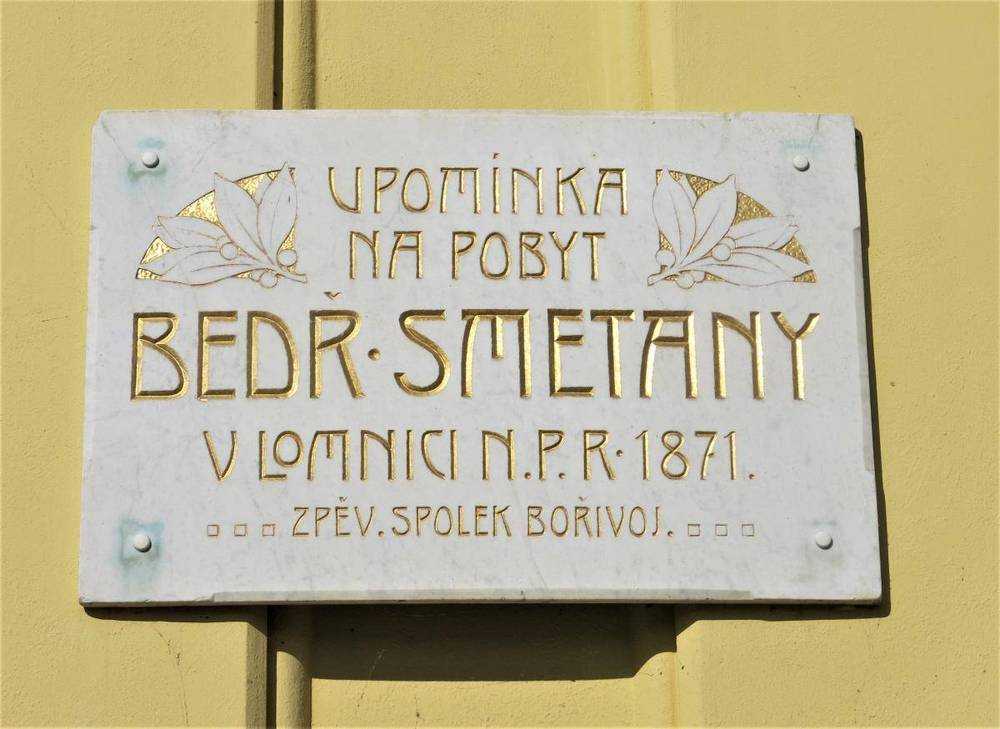 UPOMÍNKA
NA POBYT
BEDŘ· SMETANY
V LOMNICI N.P. R· 1871.
ZPĚV. SPOLEK BOŘIVOJ.